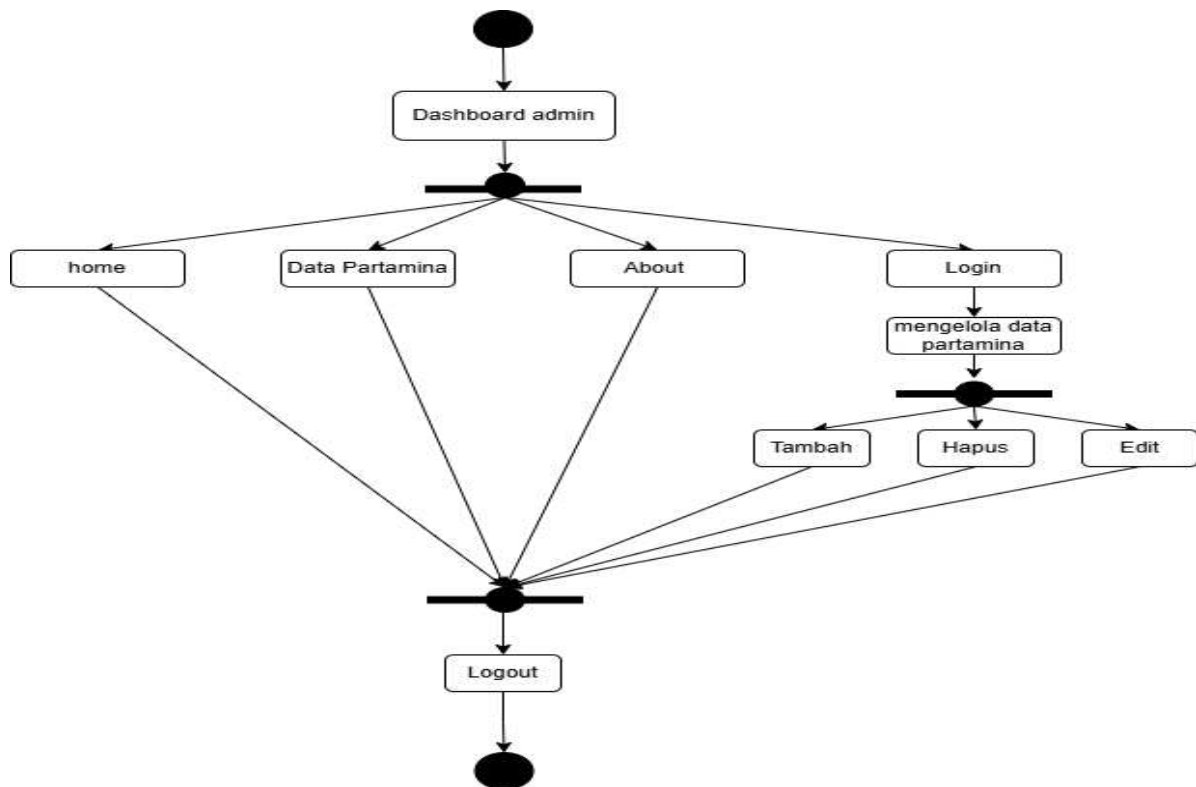 Dashboard admin
home
Data Partamina
About
Login
mengelola data
partamina
Tambah
Hapus
Edit
Logout